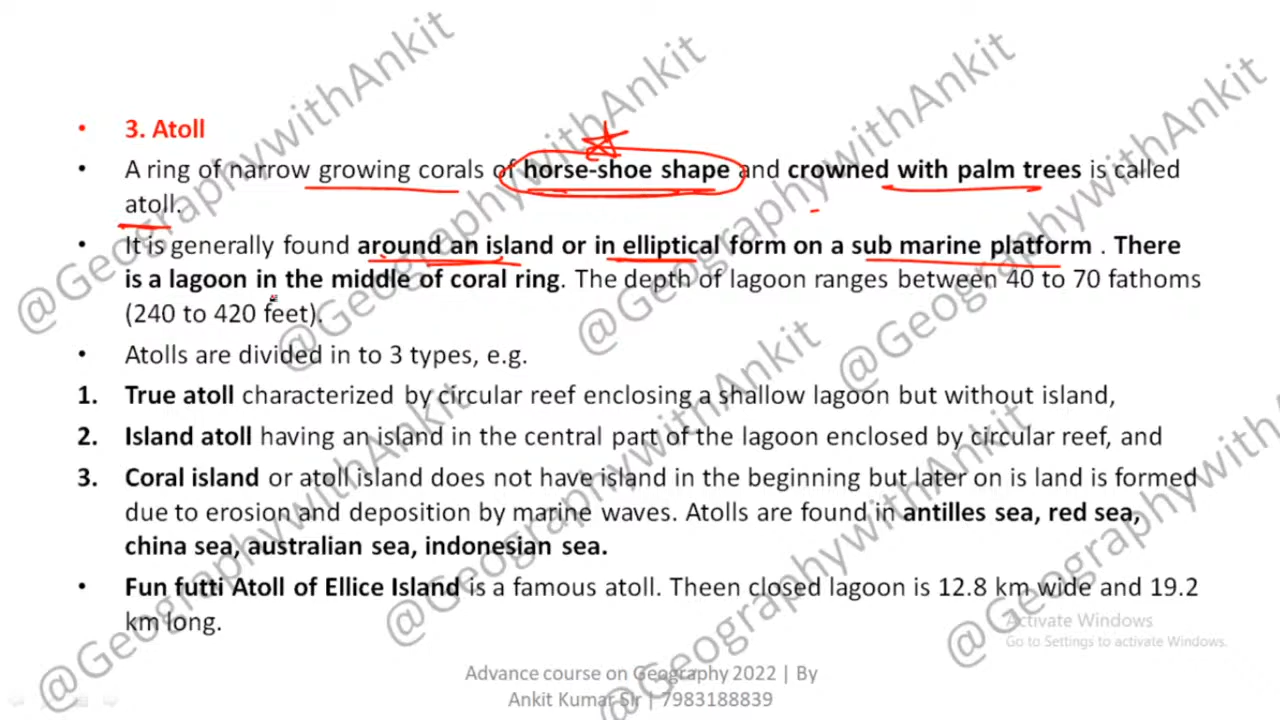 • 3. Atoll
• A ring of narrow growing corals of horse-shoe shape and crowned with palm trees is called
atoll.
• It is generally found around an island or in elliptical form on a sub marine platform . There
is a lagoon in the middle of coral ring. The depth of lagoon ranges between 40 to 70 fathoms
(240 to 420 feet).
• Atolls are divided in to 3 types, e.g.
1. True atoll characterized by circular reef enclosing a shallow lagoon but without island,
2. Island atoll having an island in the central part of the lagoon enclosed by circular reef, and
3. Coral island or atoll island does not have island in the beginning but later on is land is formed
due to erosion and deposition by marine waves. Atolls are found in antilles sea, red sea,
china sea, australian sea, indonesian sea.
• Fun futti Atoll of Ellice Island is a famous atoll. Theen closed lagoon is 12.8 km wide and 19.2
km long.
Activate Windows
Go to Settings to activate Windows.
Advance course on Geography 2022 | By
Ankit Kumar Sir | 7983188839
@GeographywithAnkit
@GeographywithAnkit
@GeographywithAnkit
@GeographywithAnkit
@GeographywithAnkit
@GeographywithAnkit
@GeographywithAnkit
@GeographywithAnkit